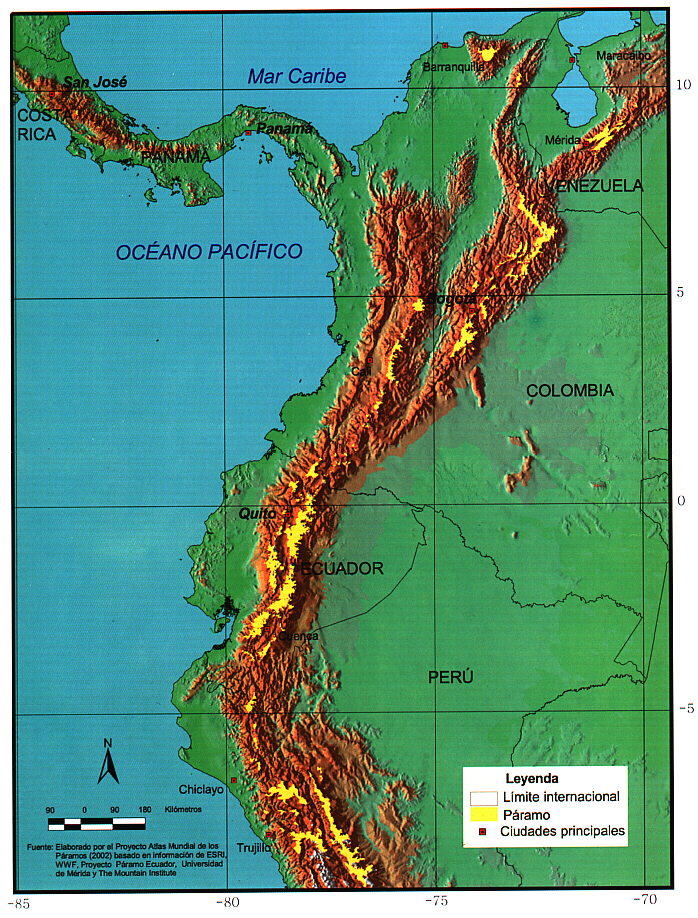 Mar Caribe
Barranquilla
Maracaibo
San José
10
COSTA
RICA
Panamá
PANAMÁ
Mérida
VENEZUELA
OCÉANO PACÍFICO
Bogotá
5
Cali
COLOMBIA
0
Quito
ECUADOR
Cuenca
PERÚ
-5
N
Chiclayo
90 0 90 180 Kilómetros
Trujillo
Fuente: Elaborado por el Proyecto Atlas Mundial de los
Páramos (2002) basado en información de ESRI,
WWF, Proyecto Páramo Ecuador, Universidad
de Mérida y The Mountain Institute
Leyenda
Límite internacional
Páramo
Ciudades principales
-85 -80 -75 -70